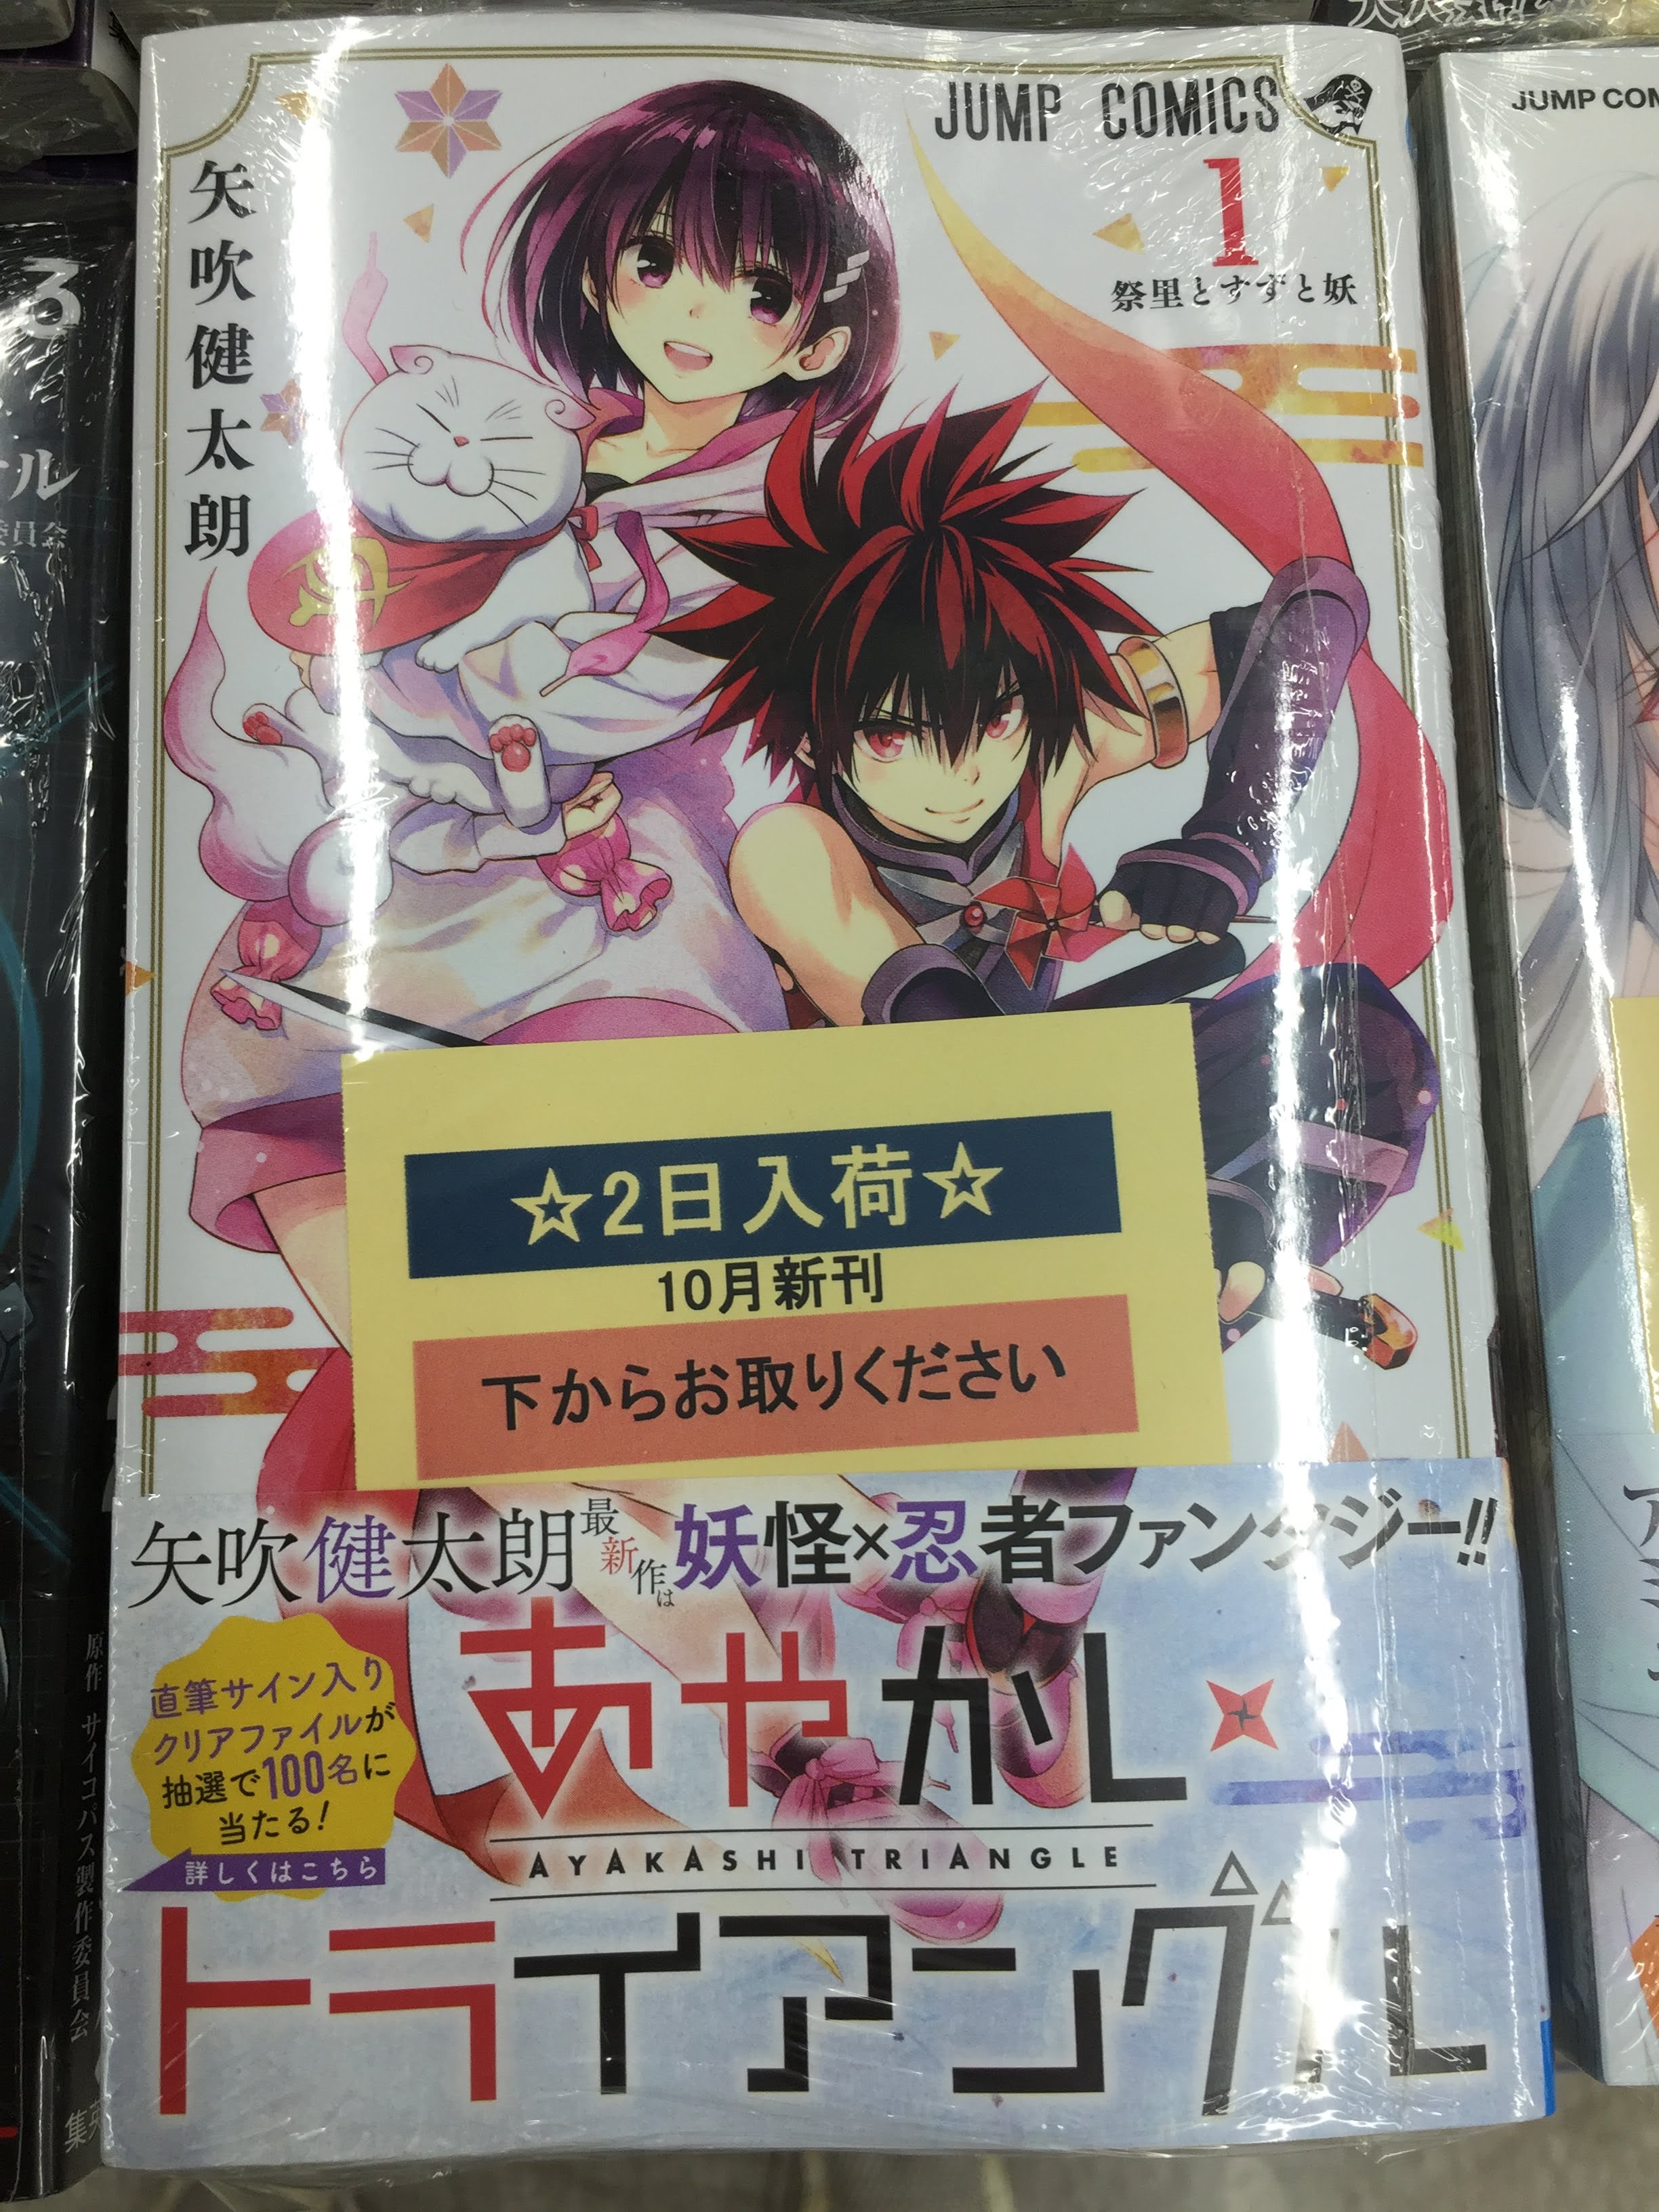 JUMP COMICS
1
祭里とすずと妖
矢吹健太朗
☆2日入荷☆
10月新刊
下からお取りください
矢吹健太朗最新作は妖怪×忍者ファンタジー!!
直筆サイン入り
クリアファイルが
抽選で100名に
当たる!
詳しくはこちら
あやかし
AYAKASHI TRIANGLE
トライアングル
原作 サイコパス製作委員会
JUMP COM